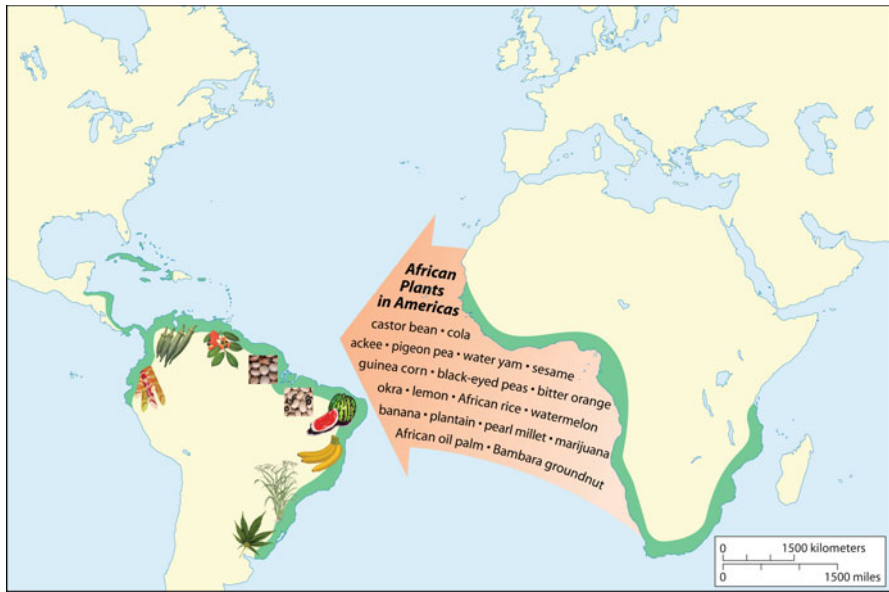 African
Plants
in Americas
castor bean • cola
ackee • pigeon pea • water yam • sesame
guinea corn • black-eyed peas • bitter orange
okra • lemon • African rice • watermelon
banana • plantain • pearl millet • marijuana
African oil palm • Bambara groundnut
0 1500 kilometers
0 1500 miles